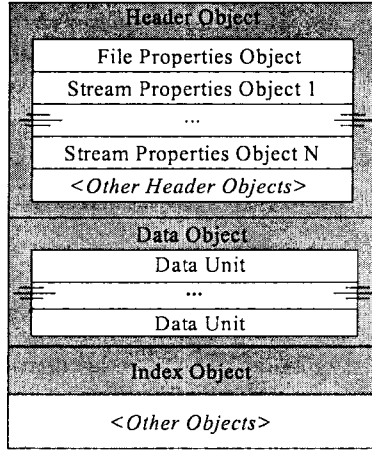 Header Object
File Properties Object
Stream Properties Object 1
...
Stream Properties Object N
<Other Header Objects>
Data Object
Data Unit
...
Data Unit
Index Object
<Other Objects>